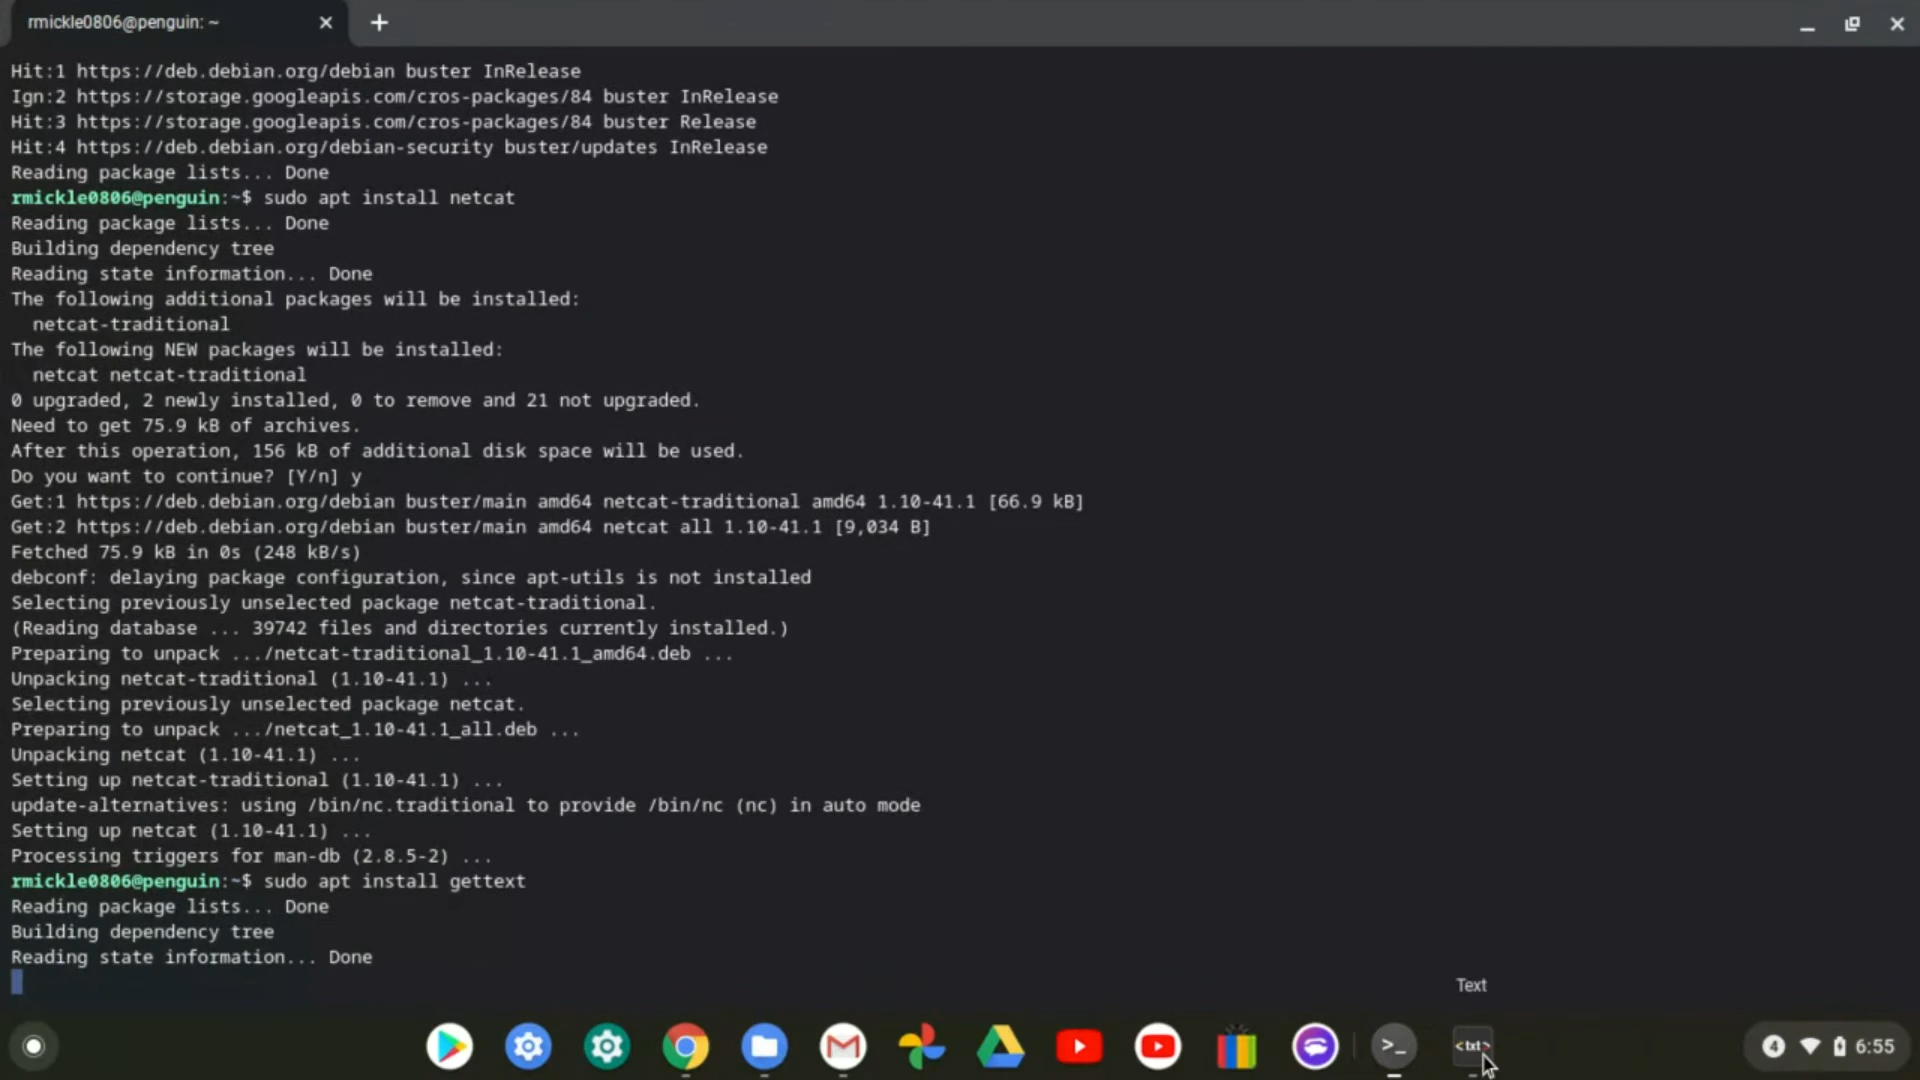 rmickle0806@penguin: ~
Hit:1 https://deb.debian.org/debian buster InRelease
Ign:2 https://storage.googleapis.com/cros-packages/84 buster InRelease
Hit:3 https://storage.googleapis.com/cros-packages/84 buster Release
Hit:4 https://deb.debian.org/debian-security buster/updates InRelease
Reading package lists... Done
rmickle0806@penguin:~$ sudo apt install netcat
Reading package lists... Done
Building dependency tree
Reading state information... Done
The following additional packages will be installed:
  netcat-traditional
The following NEW packages will be installed:
  netcat netcat-traditional
0 upgraded, 2 newly installed, 0 to remove and 21 not upgraded.
Need to get 75.9 kB of archives.
After this operation, 156 kB of additional disk space will be used.
Do you want to continue? [Y/n] y
Get:1 https://deb.debian.org/debian buster/main amd64 netcat-traditional amd64 1.10-41.1 [66.9 kB]
Get:2 https://deb.debian.org/debian buster/main amd64 netcat all 1.10-41.1 [9,034 B]
Fetched 75.9 kB in 0s (248 kB/s)
debconf: delaying package configuration, since apt-utils is not installed
Selecting previously unselected package netcat-traditional.
(Reading database ... 39742 files and directories currently installed.)
Preparing to unpack .../netcat-traditional_1.10-41.1_amd64.deb ...
Unpacking netcat-traditional (1.10-41.1) ...
Selecting previously unselected package netcat.
Preparing to unpack .../netcat_1.10-41.1_all.deb ...
Unpacking netcat (1.10-41.1) ...
Setting up netcat-traditional (1.10-41.1) ...
update-alternatives: using /bin/nc.traditional to provide /bin/nc (nc) in auto mode
Setting up netcat (1.10-41.1) ...
Processing triggers for man-db (2.8.5-2) ...
rmickle0806@penguin:~$ sudo apt install gettext
Reading package lists... Done
Building dependency tree
Reading state information... Done
Text
>_
<txt>
4
6:55